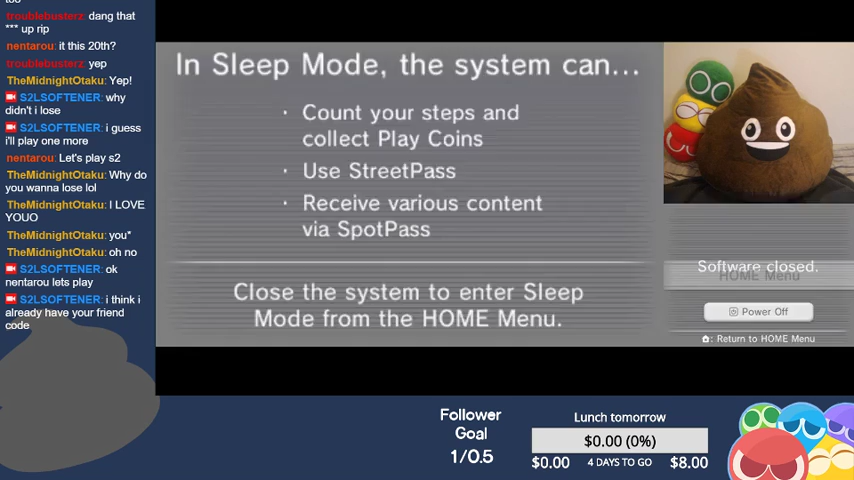 too
troublebusterz: dang that
*** up rip
nentarou: it this 20th?
troublebusterz: yep
TheMidnightOtaku: Yep!
S2LSOFTENER: why
didn't i lose
S2LSOFTENER: i guess
i'll play one more
nentarou: Let's play s2
TheMidnightOtaku: Why do
you wanna lose lol
TheMidnightOtaku: I LOVE
YOUO
TheMidnightOtaku: you*
TheMidnightOtaku: oh no
S2LSOFTENER: ok
nentarou lets play
S2LSOFTENER: i think i
already have your friend
code
In Sleep Mode, the system can...
· Count your steps and
collect Play Coins
· Use StreetPass
· Receive various content
via SpotPass
Close the system to enter Sleep
Mode from the HOME Menu.
Software closed.
HOME Menu
Power Off
: Return to HOME Menu
Follower
Goal
1/0.5
Lunch tomorrow
$0.00 (0%)
$0.00 4 DAYS TO GO $8.00